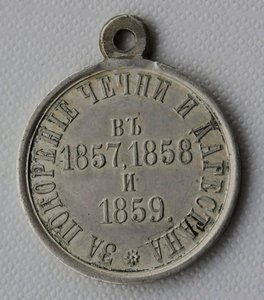 ЗА ПОКОРЕНІЕ ЧЕЧНИ И ДАГЕСТАНА
ВЪ
1857, 1858
И
1859.